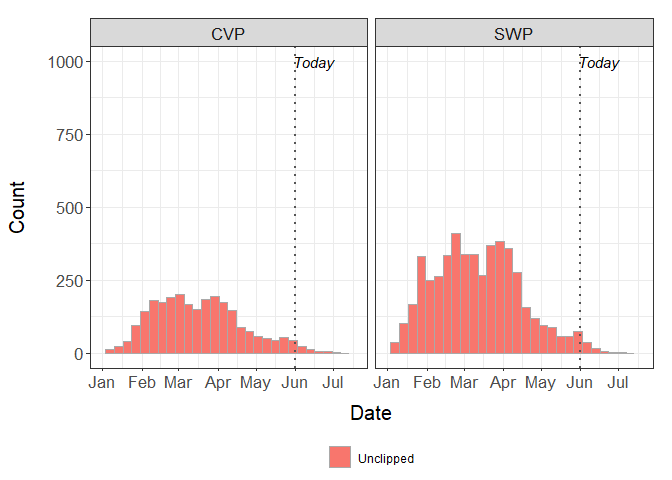 CVP SWP
1000 Today Today
750
500
250
0
Count
Jan Feb Mar Apr May Jun Jul Jan Feb Mar Apr May Jun Jul
Date
Unclipped